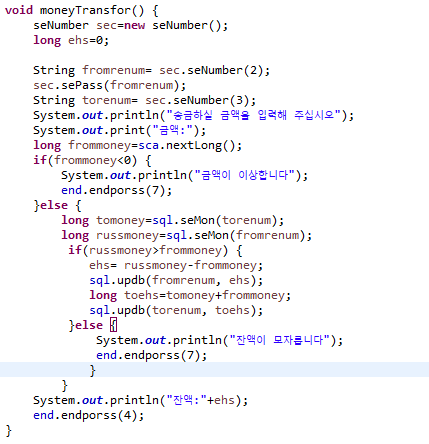 void moneyTransfor() {
seNumber sec=new seNumber();
long ehs=0;
String fromrenum= sec.seNumber(2);
sec.sePass(fromrenum);
String torenum= sec.seNumber(3);
System.out.println("송금하실 금액을 입력해 주십시오");
System.out.print("금액:");
long frommoney=sca.nextLong();
if(frommoney<0) {
System.out.println("금액이 이상합니다");
end.endporss(7);
}else {
long tomoney=sql.seMon(torenum);
long russmoney=sql.seMon(fromrenum);
if(russmoney>frommoney) {
ehs= russmoney-frommoney;
sql.updb(fromrenum, ehs);
long toehs=tomoney+frommoney;
sql.updb(torenum, toehs);
}else {
System.out.println("잔액이 모자릅니다");
end.endporss(7);
}
}
System.out.println("잔액:"+ehs);
end.endporss(4);
}